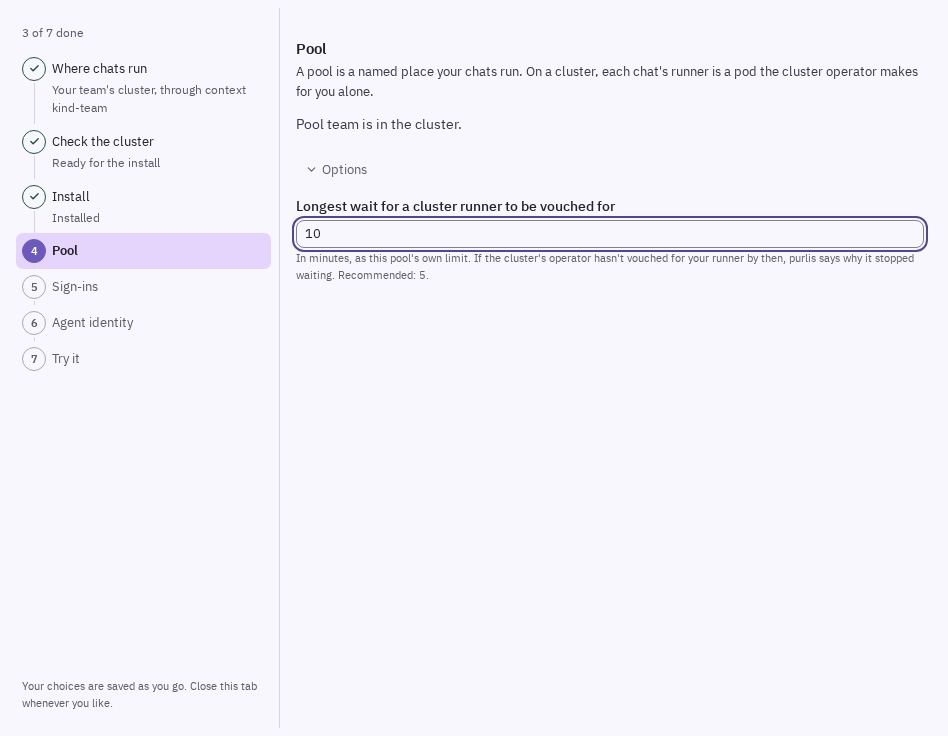 3 of 7 done
Where chats run
Your team's cluster, through context
kind-team
Check the cluster
Ready for the install
Install
Installed
4 Pool
5 Sign-ins
6 Agent identity
7 Try it
Your choices are saved as you go. Close this tab
whenever you like.
Pool
A pool is a named place your chats run. On a cluster, each chat's runner is a pod the cluster operator makes
for you alone.
Pool team is in the cluster.
Options
Longest wait for a cluster runner to be vouched for
10
In minutes, as this pool's own limit. If the cluster's operator hasn't vouched for your runner by then, purlis says why it stopped
waiting. Recommended: 5.